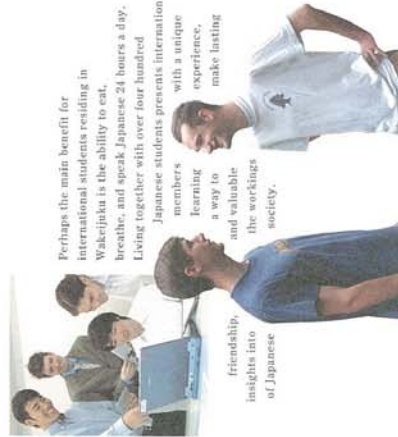 Perhaps the main benefit for
international students residing in
Wakeijuku is the ability to eat,
breathe, and speak Japanese 24 hours a day.
Living together with over four hundred
Japanese students presents internation
members with a unique
learning experience,
a way to make lasting
friendship, and valuable
insights into the workings
of Japanese society.